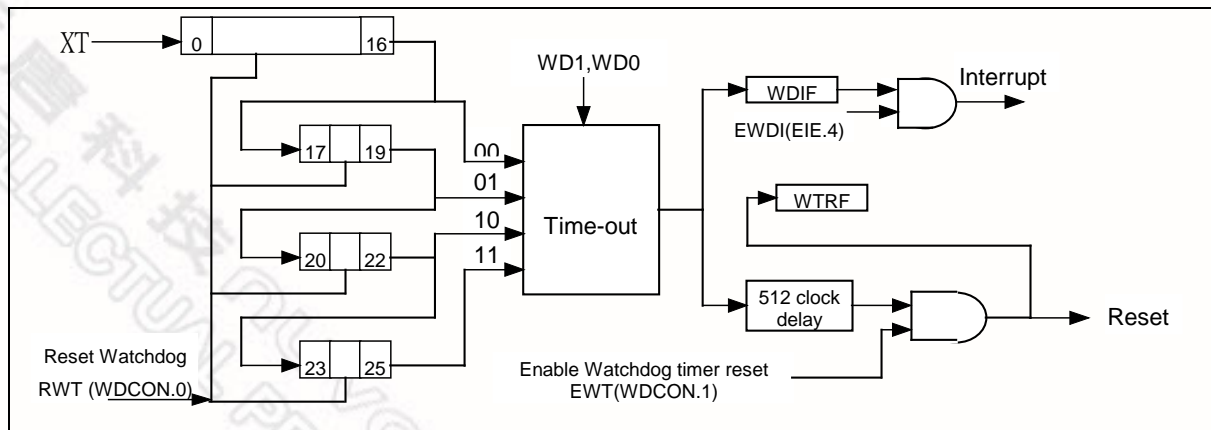 XT
0
16
WD1,WD0
WDIF
Interrupt
EWDI(EIE.4)
17 19
00
01
WTRF
Time-out
10
20 22
11
512 clock
delay
Reset
Reset Watchdog
RWT (WDCON.0)
23 25
Enable Watchdog timer reset
EWT(WDCON.1)
科技